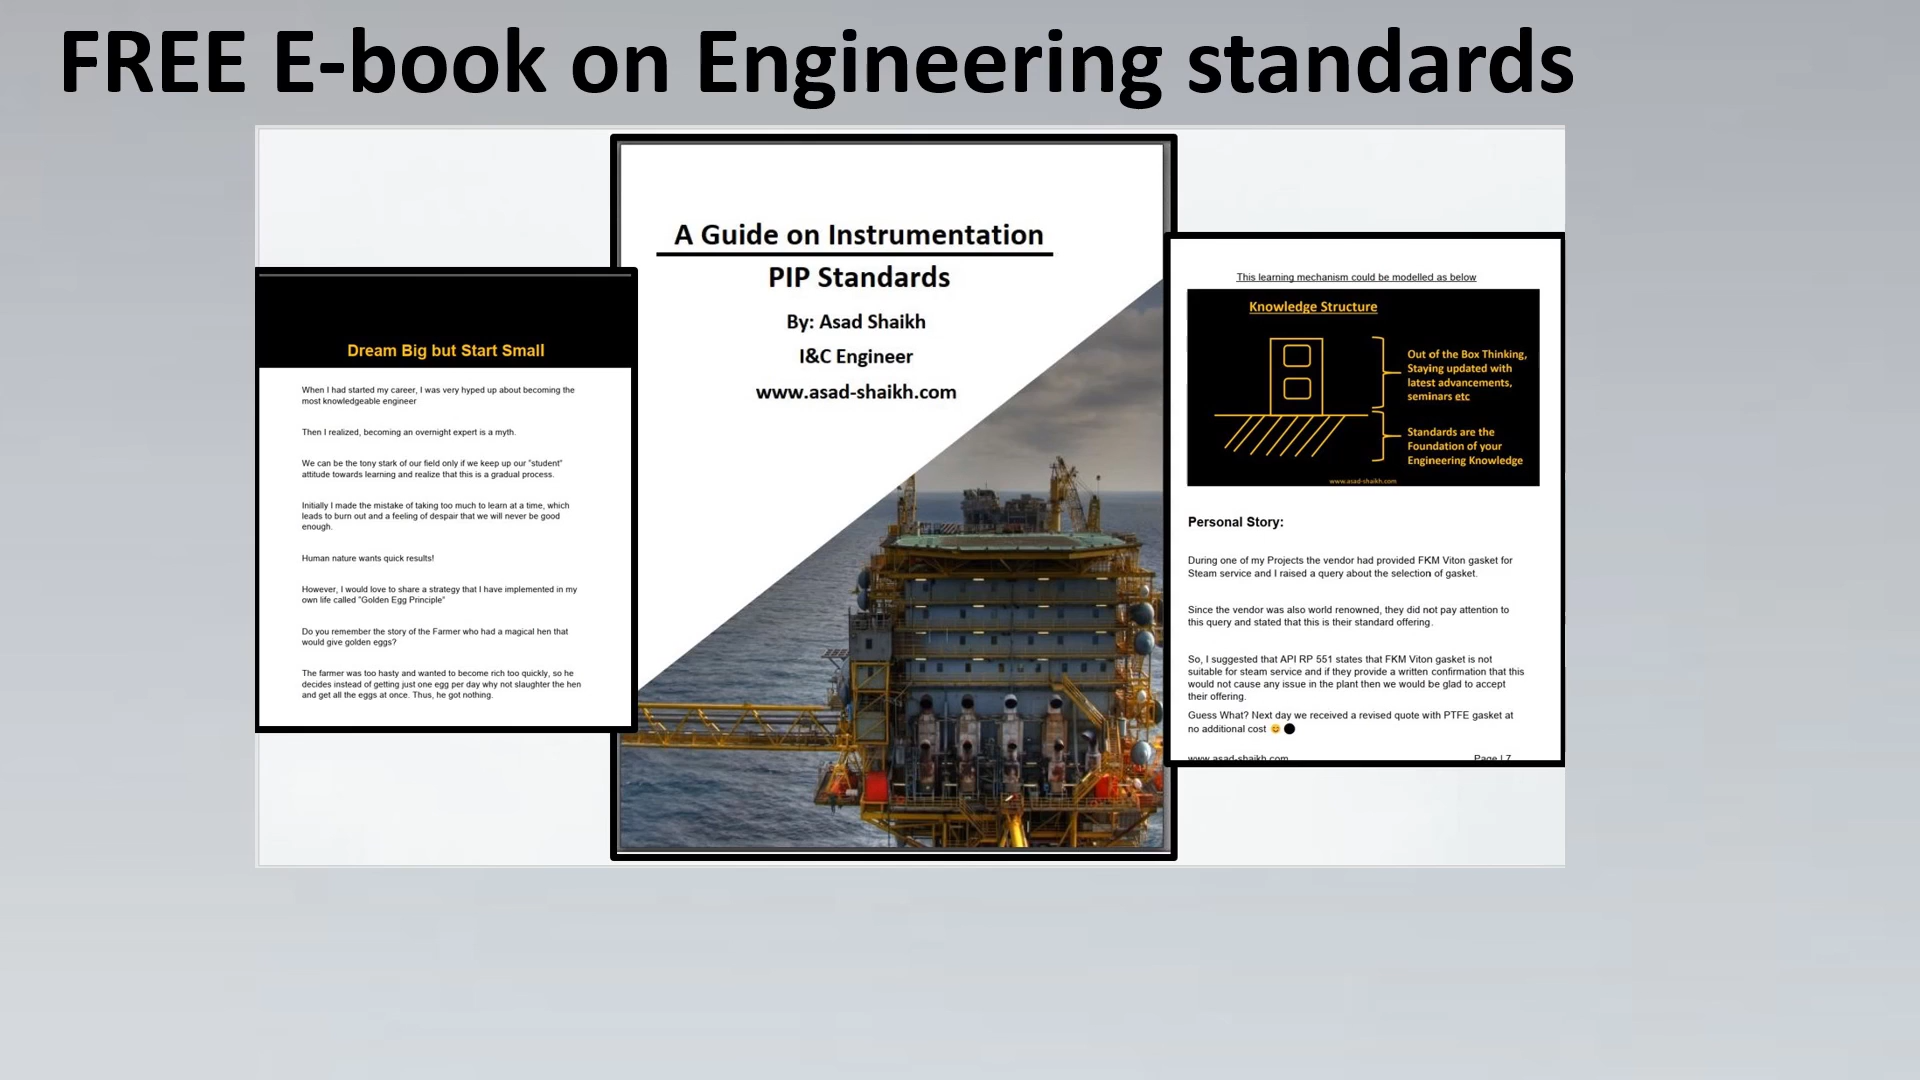 FREE E-book on Engineering standards
Dream Big but Start Small
When I had started my career, I was very hyped up about becoming the
most knowledgeable engineer
Then I realized, becoming an overnight expert is a myth.
We can be the tony stark of our field only if we keep up our "student"
attitude towards learning and realize that this is a gradual process.
Initially I made the mistake of taking too much to learn at a time, which
leads to burn out and a feeling of despair that we will never be good
enough.
Human nature wants quick results!
However, I would love to share a strategy that I have implemented in my
own life called "Golden Egg Principle"
Do you remember the story of the Farmer who had a magical hen that
would give golden eggs?
The farmer was too hasty and wanted to become rich too quickly, so he
decides instead of getting just one egg per day why not slaughter the hen
and get all the eggs at once. Thus, he got nothing.
A Guide on Instrumentation
PIP Standards
By: Asad Shaikh
I&C Engineer
www.asad-shaikh.com
This learning mechanism could be modelled as below
Knowledge Structure
Out of the Box Thinking,
Staying updated with
latest advancements,
seminars etc
Standards are the
Foundation of your
Engineering Knowledge
www.asad-shaikh.com
Personal Story:
During one of my Projects the vendor had provided FKM Viton gasket for
Steam service and I raised a query about the selection of gasket.
Since the vendor was also world renowned, they did not pay attention to
this query and stated that this is their standard offering.
So, I suggested that API RP 551 states that FKM Viton gasket is not
suitable for steam service and if they provide a written confirmation that this
would not cause any issue in the plant then we would be glad to accept
their offering.
Guess What? Next day we received a revised quote with PTFE gasket at
no additional cost
www.asad-shaikh.com
Page | 7